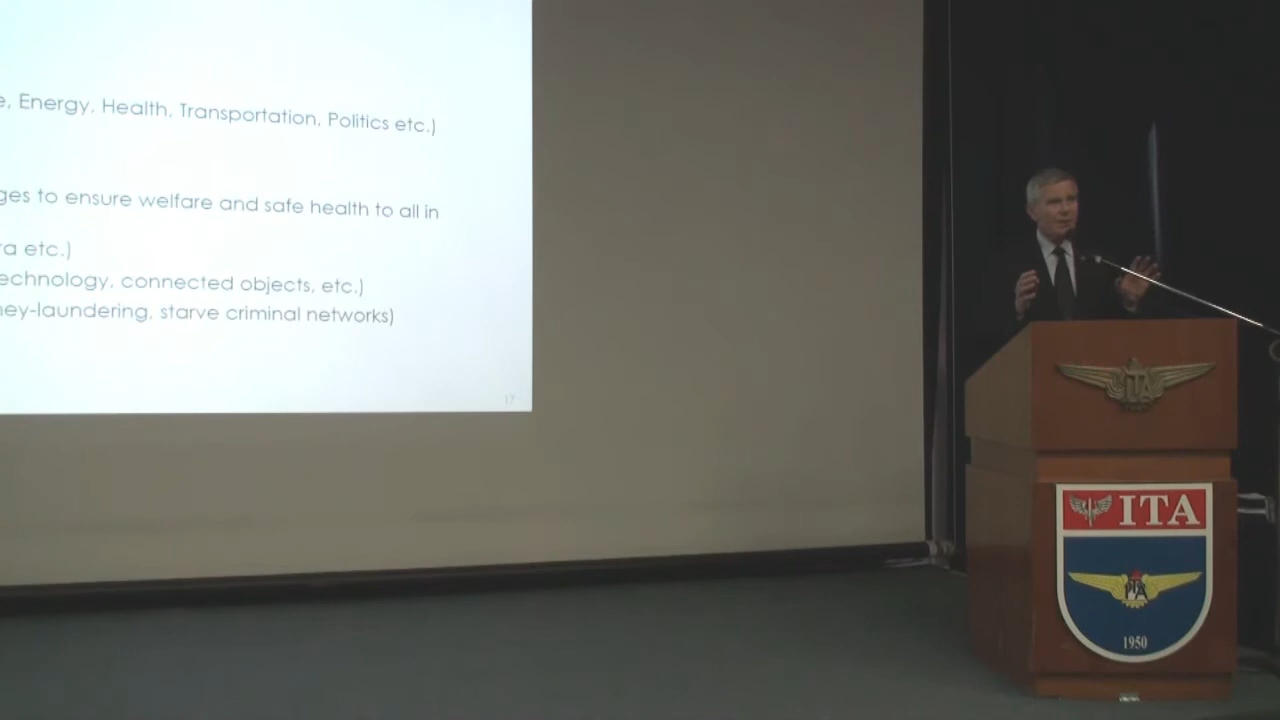 e, Energy, Health, Transportation, Politics etc.)
ges to ensure welfare and safe health to all in
ra etc.)
echnology, connected objects, etc.)
ney-laundering, starve criminal networks)
17
ITA
ITA
1950